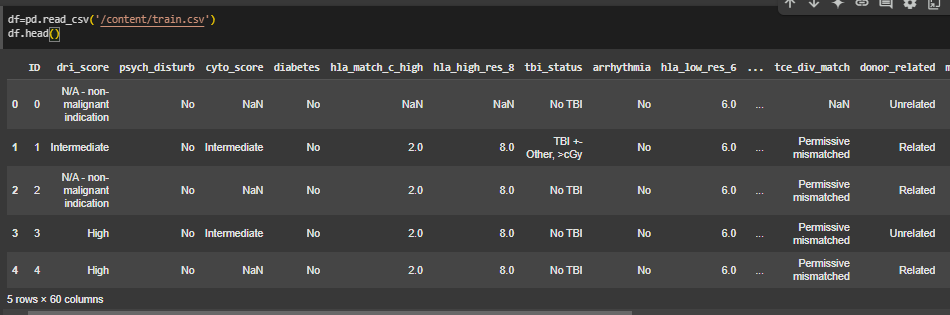 df=pd.read_csv('/content/train.csv')
df.head()
ID dri_score psych_disturb cyto_score diabetes hla_match_c_high hla_high_res_8 tbi_status arrhythmia hla_low_res_6 ... tce_div_match donor_related
0 0 N/A - non-malignant indication No NaN No NaN NaN No TBI No 6.0 ... NaN Unrelated
1 1 Intermediate No Intermediate No 2.0 8.0 TBI +- Other, >cGy No 6.0 ... Permissive mismatched Related
2 2 N/A - non-malignant indication No NaN No 2.0 8.0 No TBI No 6.0 ... Permissive mismatched Related
3 3 High No Intermediate No 2.0 8.0 No TBI No 6.0 ... Permissive mismatched Unrelated
4 4 High No NaN No 2.0 8.0 No TBI No 6.0 ... Permissive mismatched Related
5 rows × 60 columns